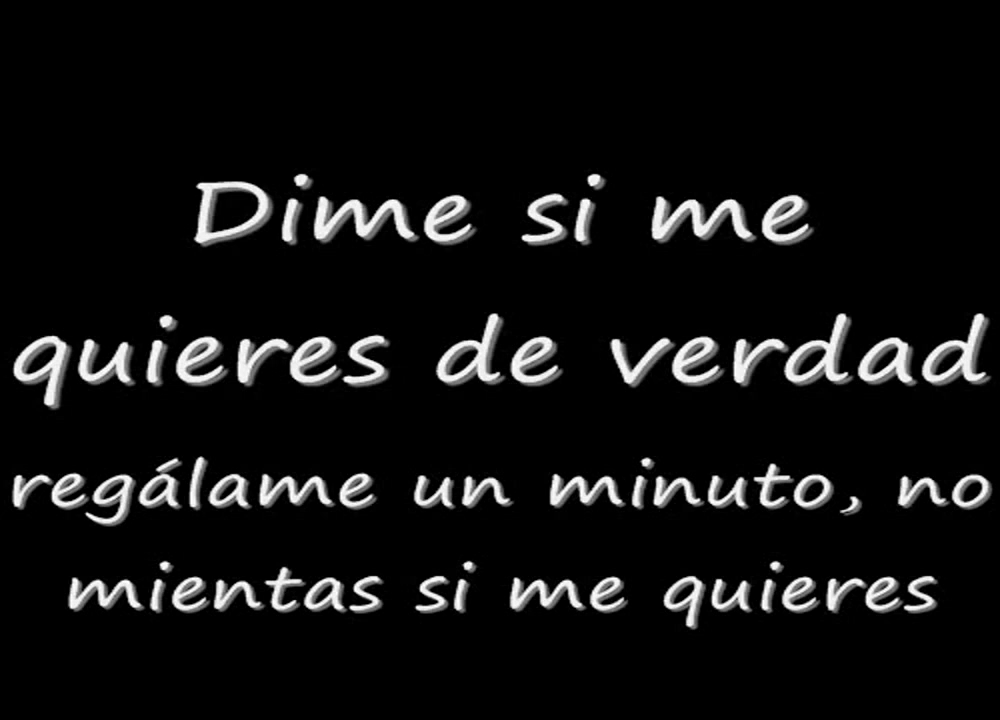 Dime si me
quieres de verdad
regálame un minuto, no
mientas si me quieres